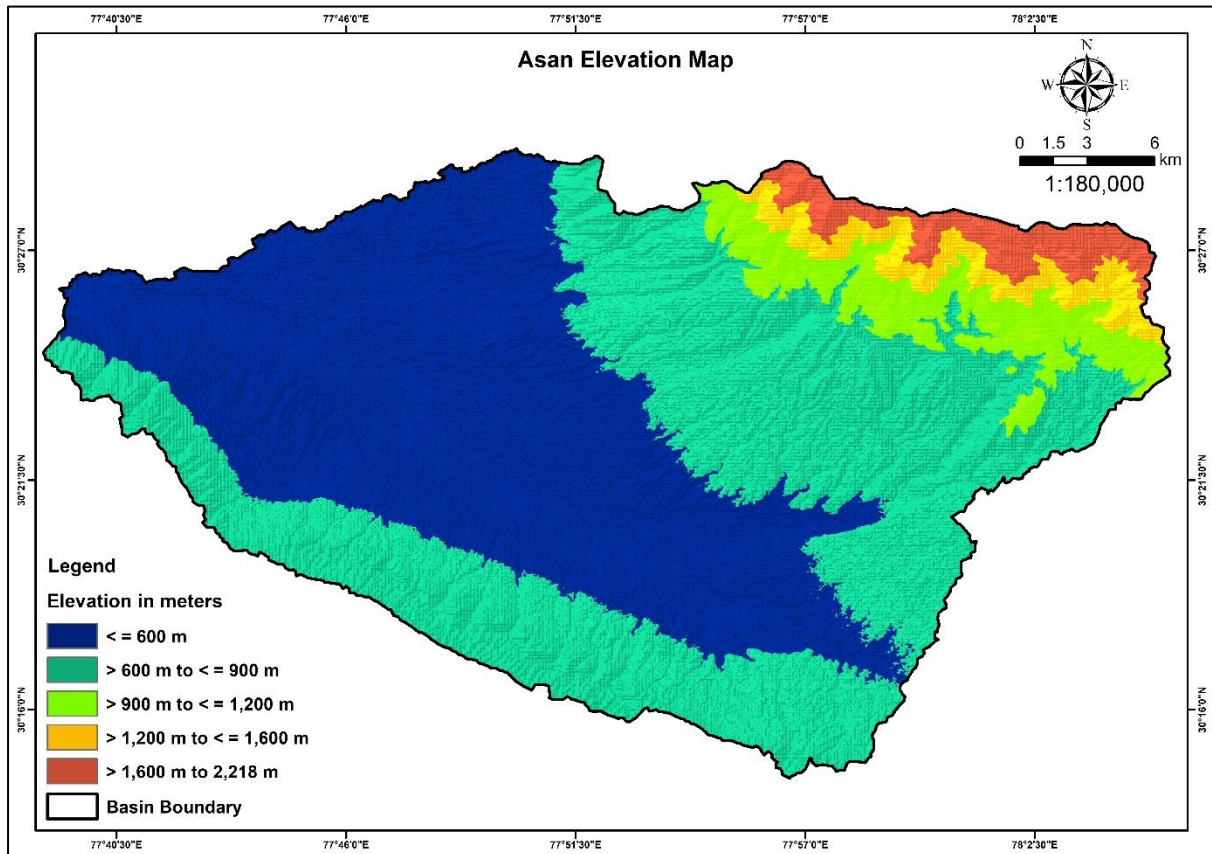 77°40'30"E 77°46'0"E 77°51'30"E 77°57'0"E 78°2'30"E
Asan Elevation Map
N
W E
S
0 1.5 3 6
km
1:180,000
30°27'0"N 30°27'0"N
30°21'30"N 30°21'30"N
Legend
Elevation in meters
< = 600 m
> 600 m to < = 900 m
> 900 m to < = 1,200 m
> 1,200 m to < = 1,600 m
> 1,600 m to 2,218 m
Basin Boundary
30°16'0"N 30°16'0"N
77°40'30"E 77°46'0"E 77°51'30"E 77°57'0"E 78°2'30"E